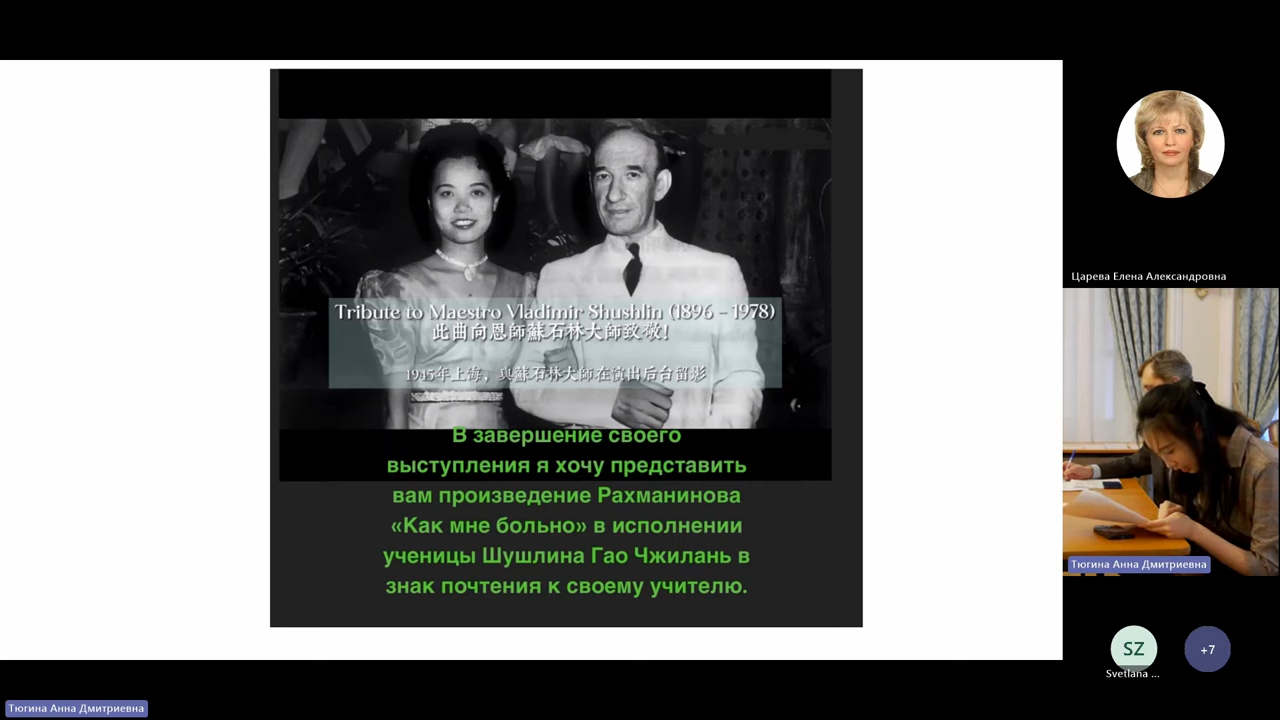 Tribute to Maestro Vladimir Shushlin (1896 – 1978)
此曲向恩師蘇石林大師致敬!
1945年上海，與蘇石林大師在演出后台留影
В завершение своего
выступления я хочу представить
вам произведение Рахманинова
«Как мне больно» в исполнении
ученицы Шушлина Гао Чжилань в
знак почтения к своему учителю.
Царева Елена Александровна
Тюгина Анна Дмитриевна
SZ
+7
Svetlana ...
Тюгина Анна Дмитриевна